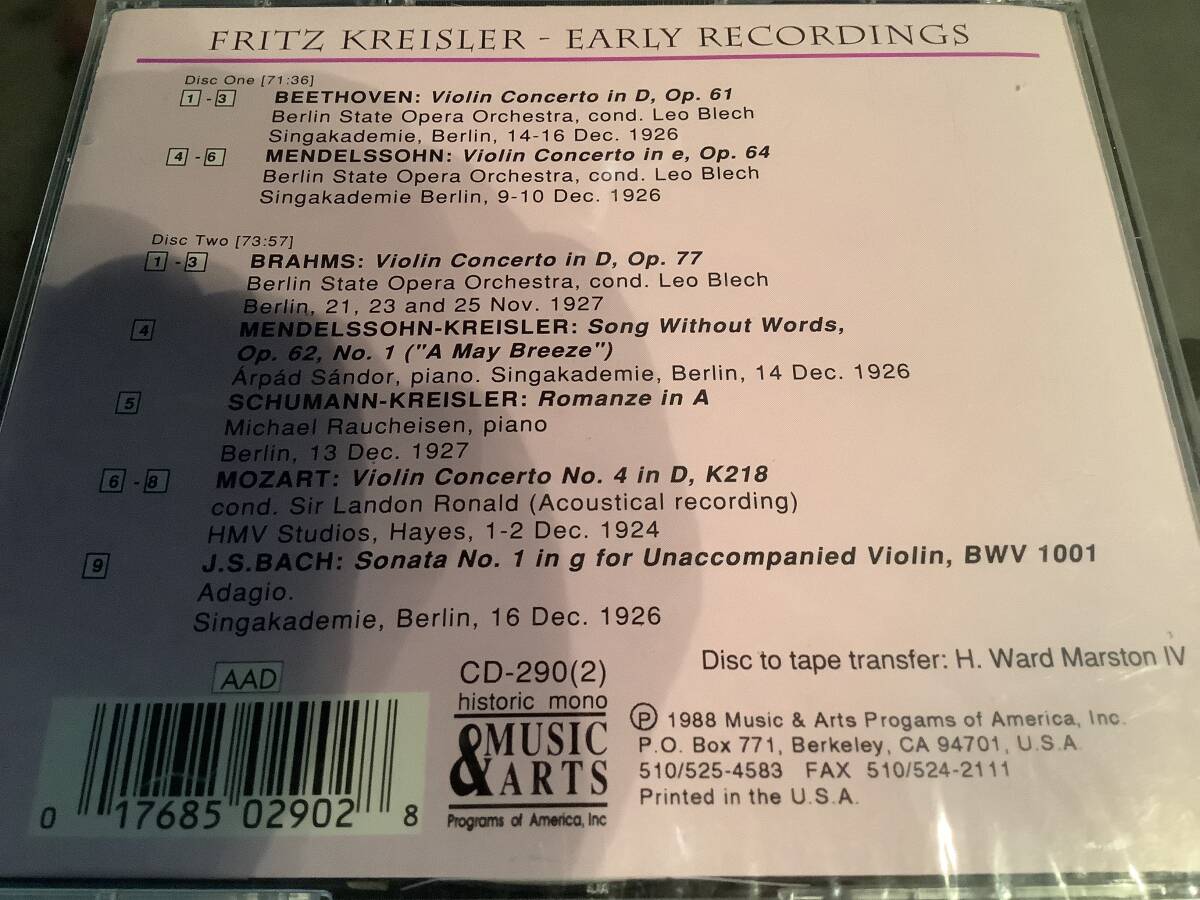 FRITZ KREISLER - EARLY RECORDINGS
Disc One [71:36]
1 - 3 BEETHOVEN: Violin Concerto in D, Op. 61
Berlin State Opera Orchestra, cond. Leo Blech
Singakademie, Berlin, 14-16 Dec. 1926
4 - 6 MENDELSSOHN: Violin Concerto in e, Op. 64
Berlin State Opera Orchestra, cond. Leo Blech
Singakademie Berlin, 9-10 Dec. 1926
Disc Two [73:57]
1 - 3 BRAHMS: Violin Concerto in D, Op. 77
Berlin State Opera Orchestra, cond. Leo Blech
Berlin, 21, 23 and 25 Nov. 1927
4 MENDELSSOHN-KREISLER: Song Without Words,
Op. 62, No. 1 ("A May Breeze")
Árpád Sándor, piano. Singakademie, Berlin, 14 Dec. 1926
5 SCHUMANN-KREISLER: Romanze in A
Michael Raucheisen, piano
Berlin, 13 Dec. 1927
6 - 8 MOZART: Violin Concerto No. 4 in D, K218
cond. Sir Landon Ronald (Acoustical recording)
HMV Studios, Hayes, 1-2 Dec. 1924
9 J.S.BACH: Sonata No. 1 in g for Unaccompanied Violin, BWV 1001
Adagio.
Singakademie, Berlin, 16 Dec. 1926
Disc to tape transfer: H. Ward Marston IV
AAD
0 17685 02902 8
CD-290(2)
historic mono
MUSIC
& ARTS
Programs of America, Inc
Ⓟ 1988 Music & Arts Progams of America, Inc.
P.O. Box 771, Berkeley, CA 94701, U.S.A.
510/525-4583 FAX 510/524-2111
Printed in the U.S.A.